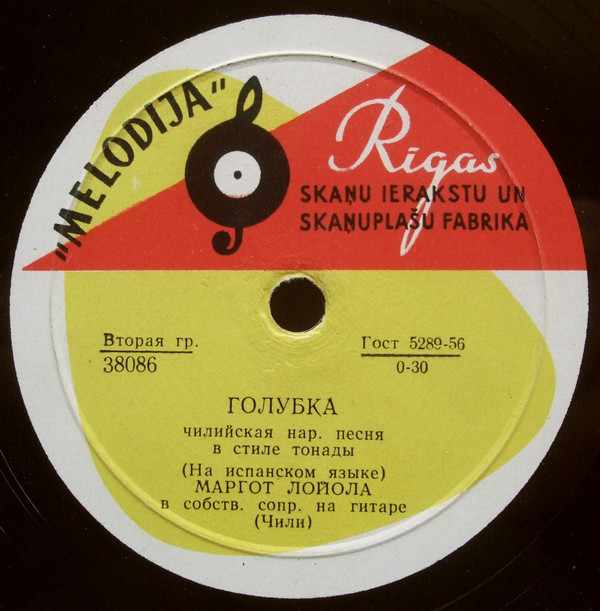 "MELODIJA"
Rīgas
SKAŅU IERAKSTU UN
SKAŅUPLAŠU FABRIKA
Вторая гр.
38086
Гост 5289-56
0-30
ГОЛУБКА
чилийская нар. песня
в стиле тонады
(На испанском языке)
МАРГОТ ЛОЙОЛА
в собств. сопр. на гитаре
(Чили)